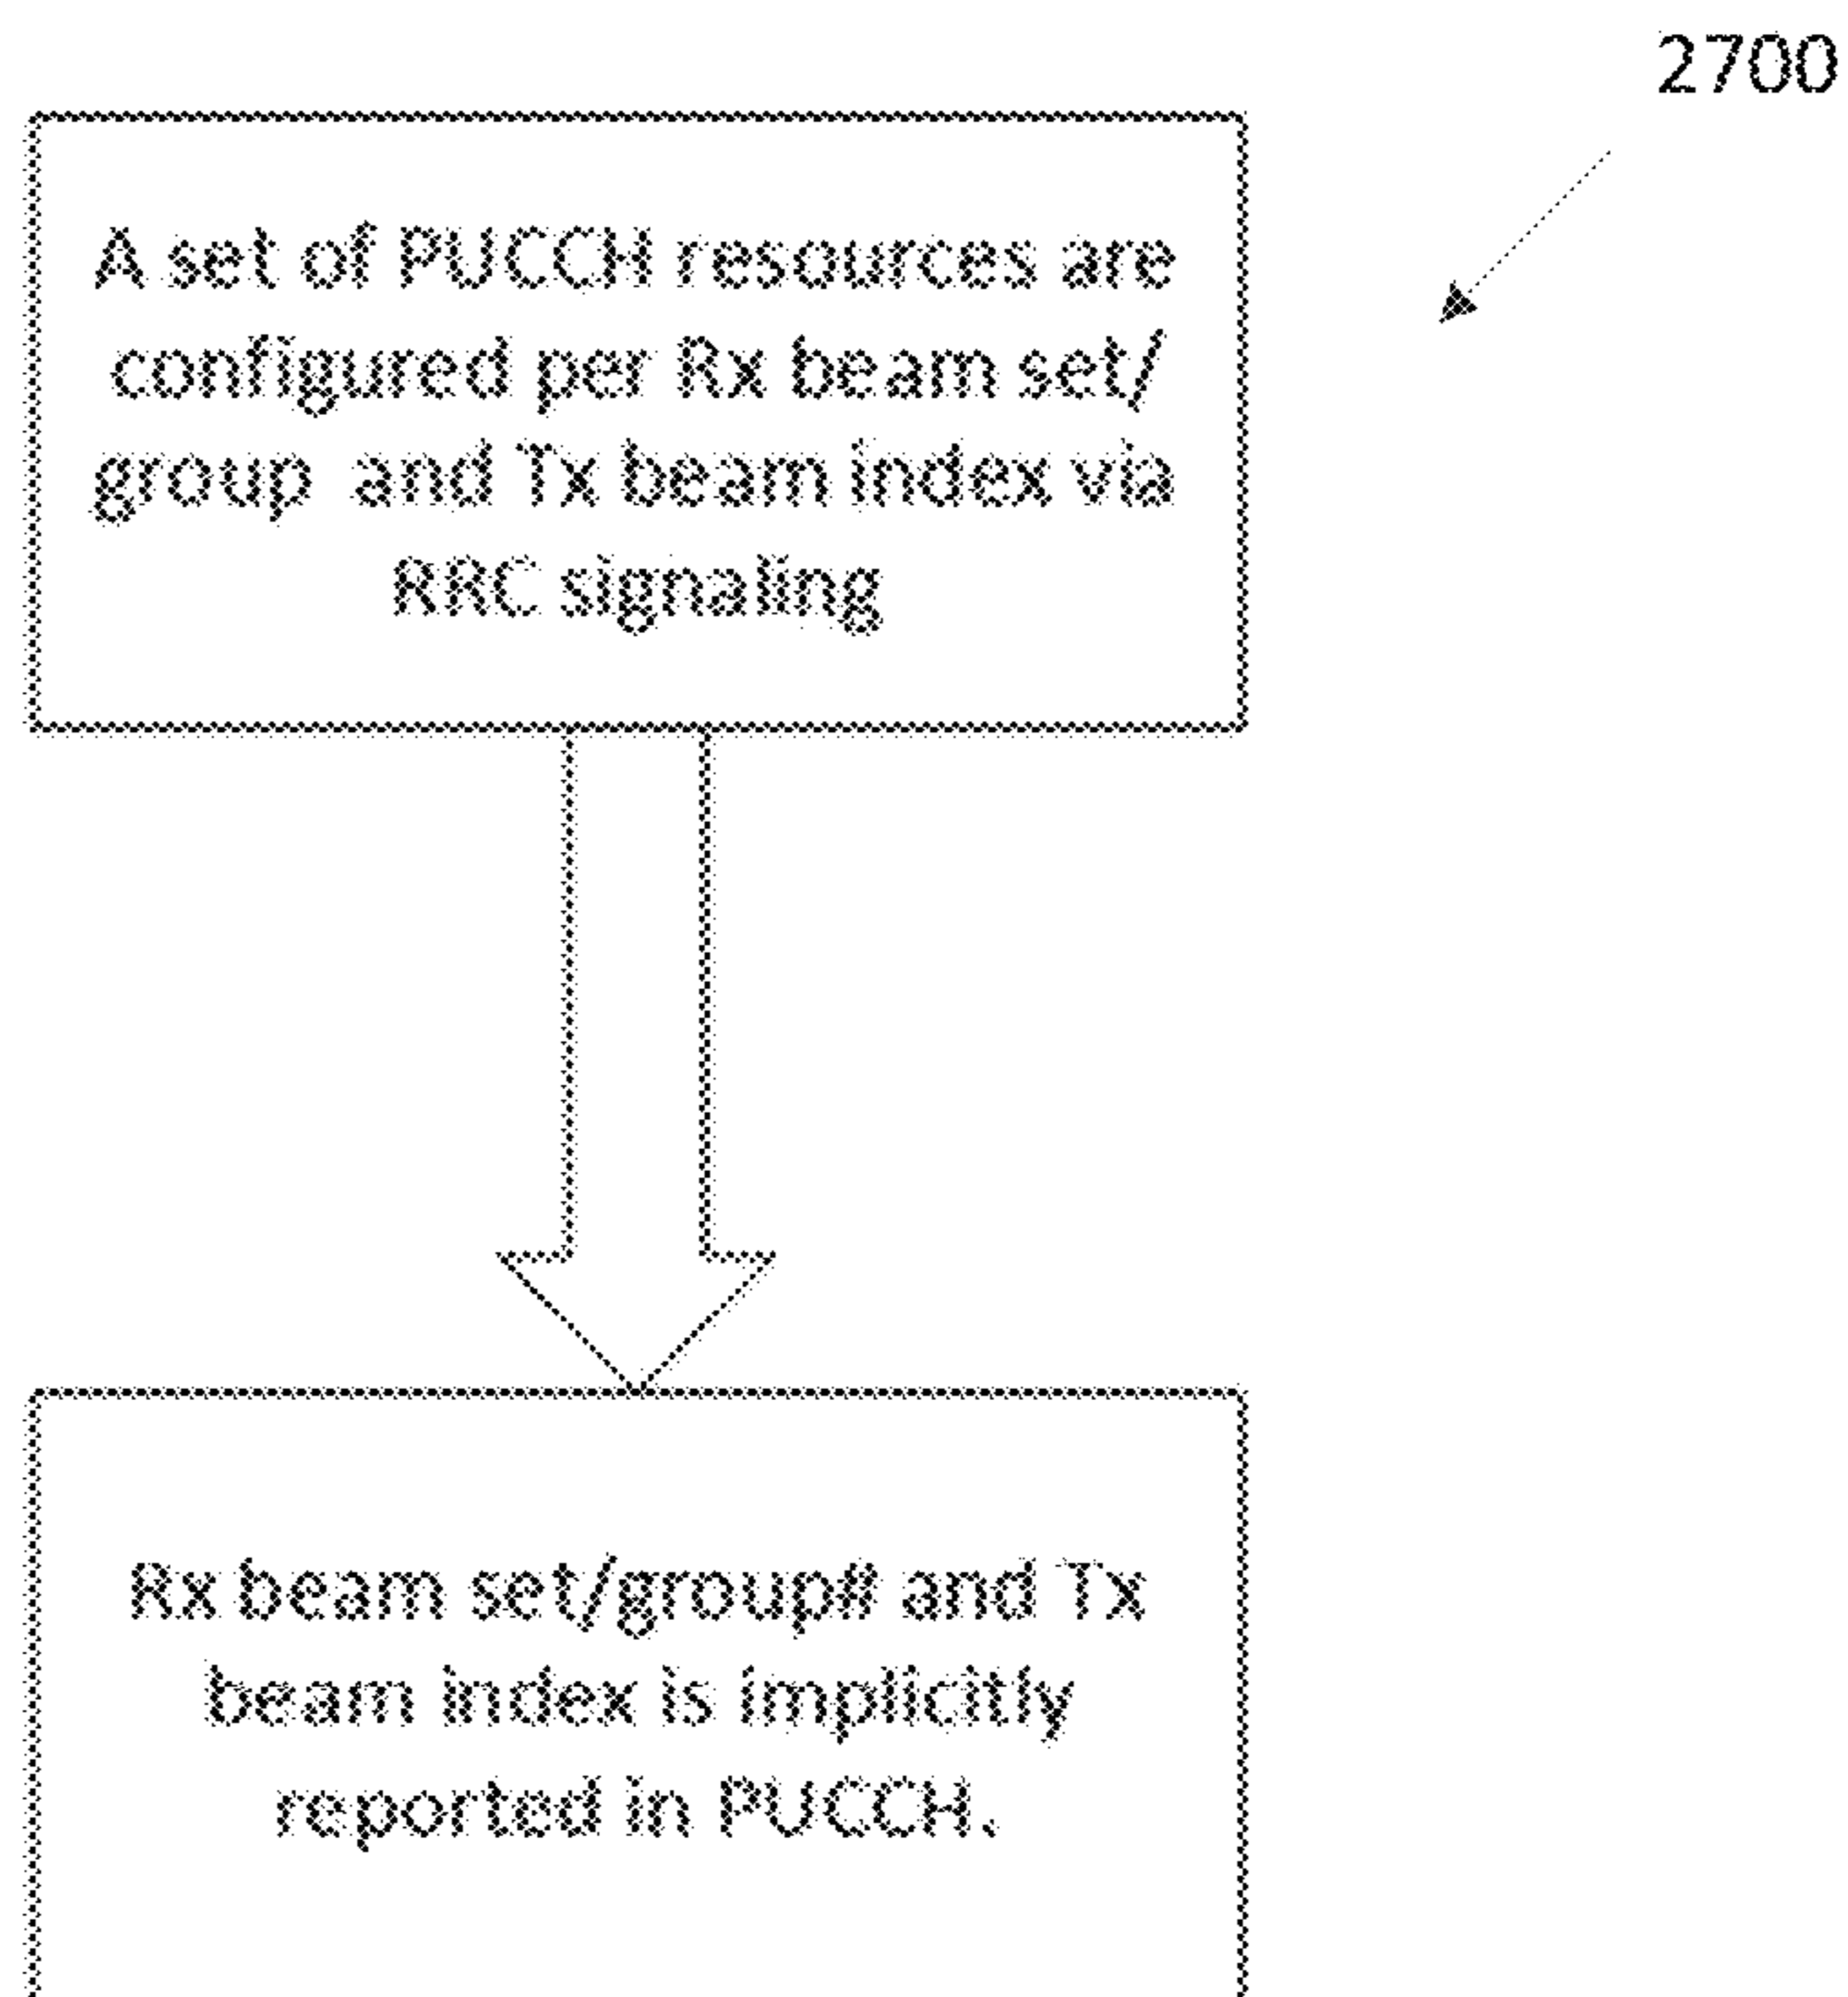 2700
A set of PUCCH resources are
configured per Rx beam set/
group and Tx beam index via
RRC signaling
Rx beam set/group# and Tx
beam index is implicitly
reported in PUCCH.